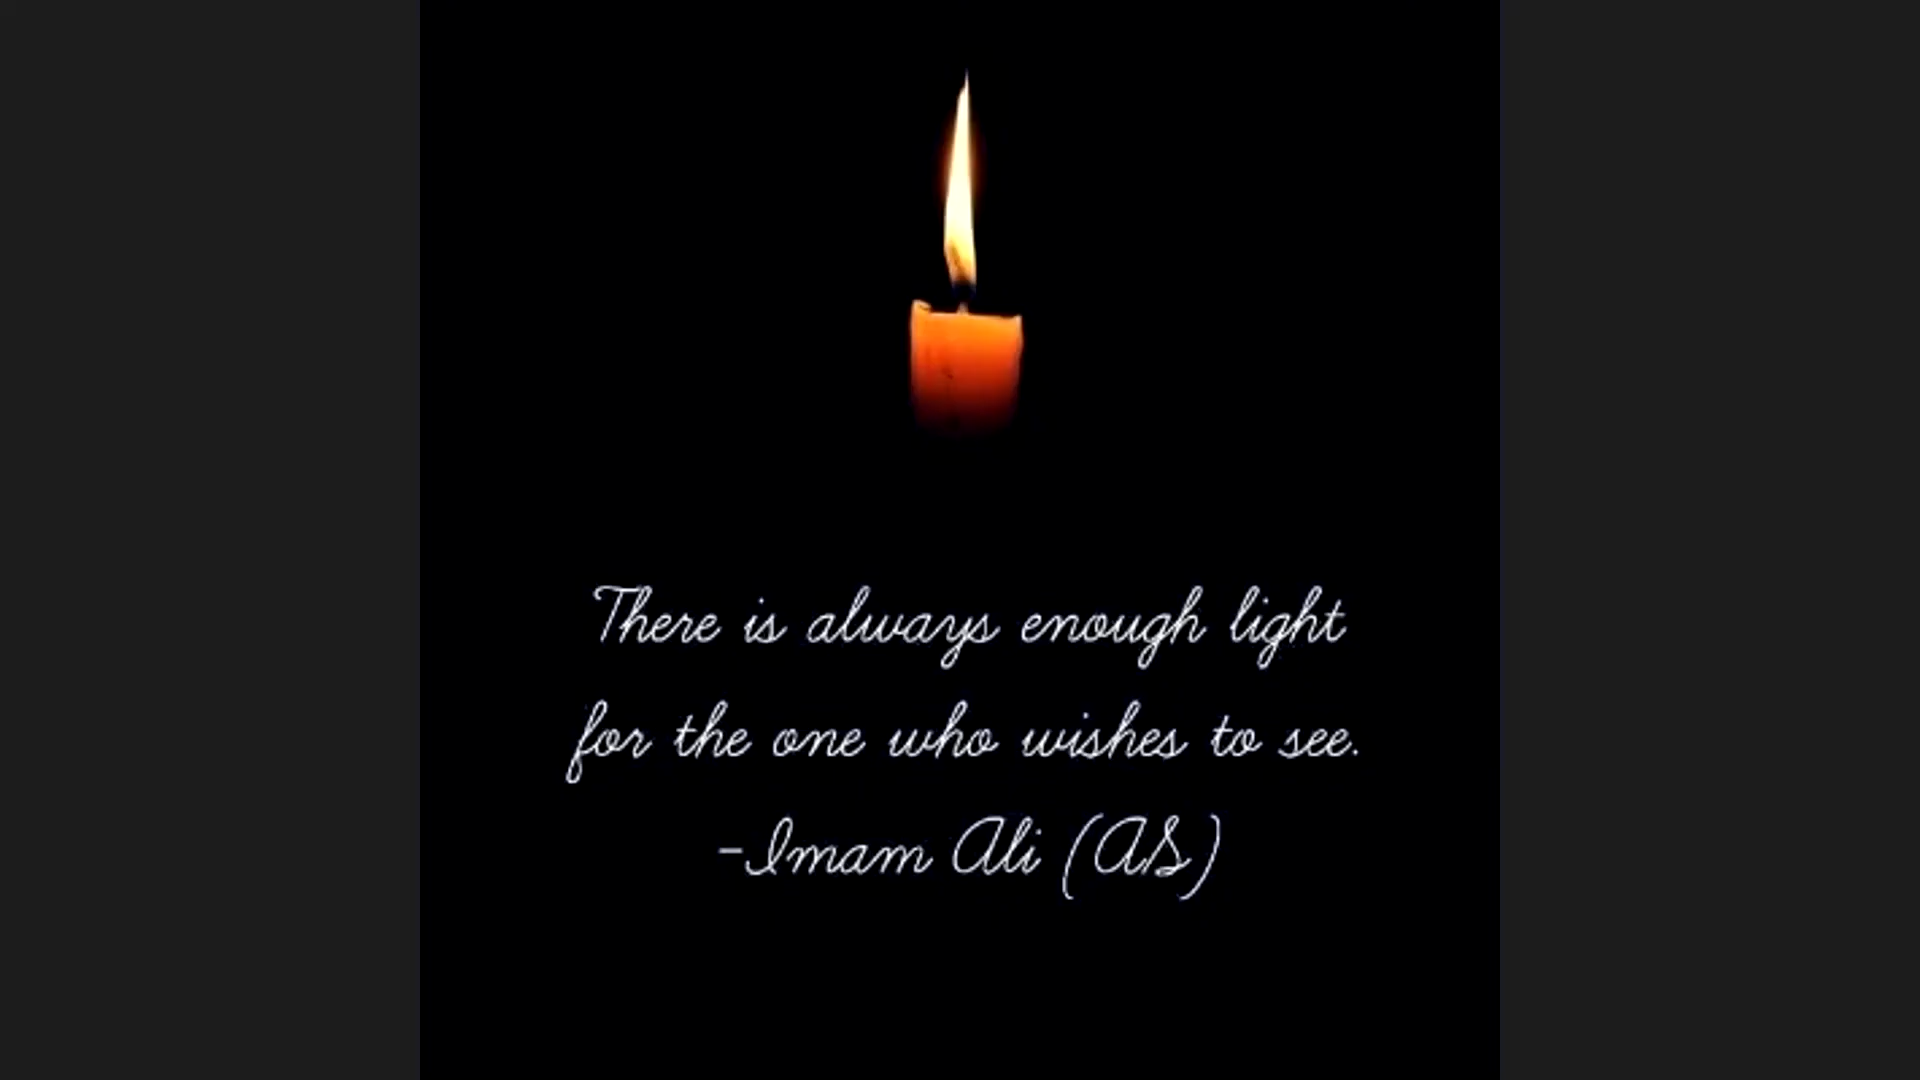 There is always enough light
for the one who wishes to see.
-Imam Ali (AS)